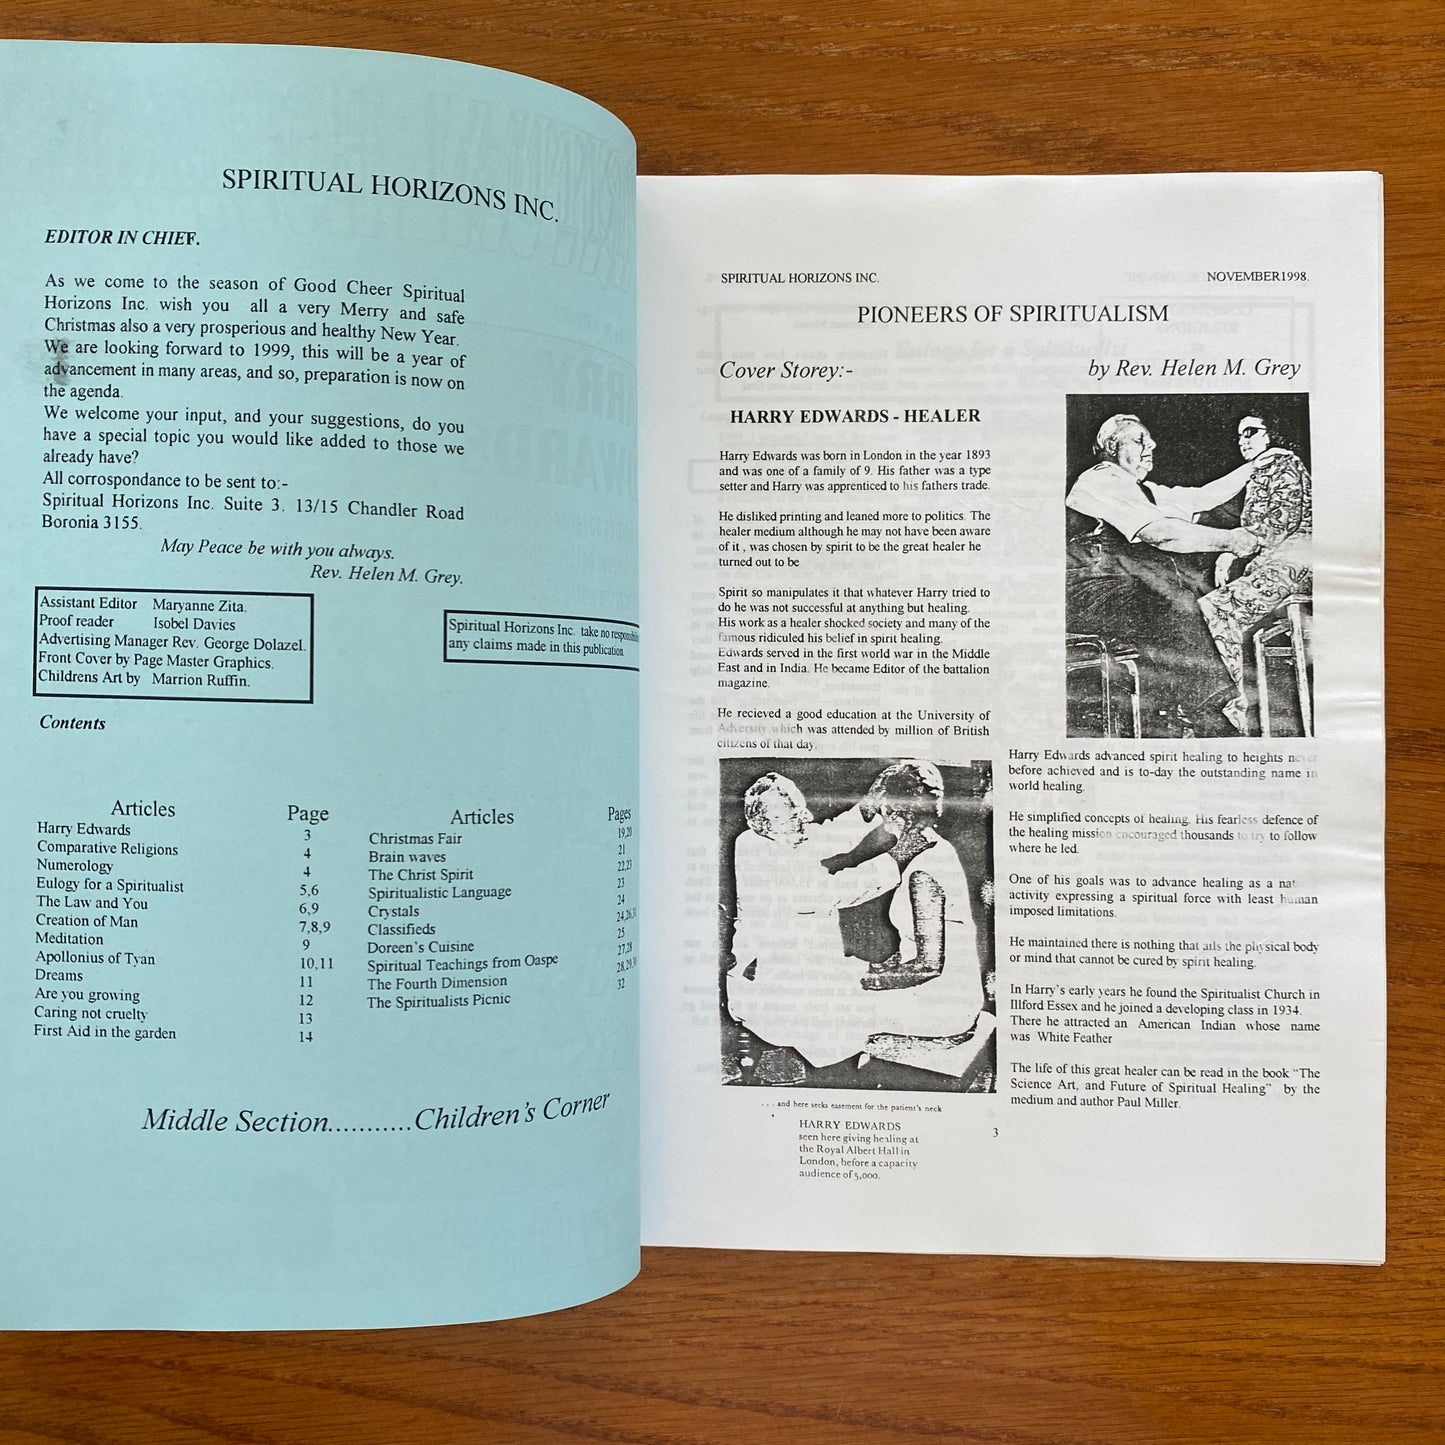 SPIRITUAL HORIZONS INC.
EDITOR IN CHIEF.
As we come to the season of Good Cheer Spiritual
Horizons Inc. wish you all a very Merry and safe
Christmas also a very prosperious and healthy New Year.
We are looking forward to 1999, this will be a year of
advancement in many areas, and so, preparation is now on
the agenda.
We welcome your input, and your suggestions, do you
have a special topic you would like added to those we
already have?
All corrospondance to be sent to:-
Spiritual Horizons Inc. Suite 3. 13/15 Chandler Road
Boronia 3155.
May Peace be with you always.
Rev. Helen M. Grey.
Assistant Editor Maryanne Zita.
Proof reader Isobel Davies
Advertising Manager Rev. George Dolazel.
Front Cover by Page Master Graphics.
Childrens Art by Marrion Ruffin.
Spiritual Horizons Inc. take no responsibility
any claims made in this publication.
Contents
Articles Page
Harry Edwards 3
Comparative Religions 4
Numerology 4
Eulogy for a Spiritualist 5,6
The Law and You 6,9
Creation of Man 7,8,9
Meditation 9
Apollonius of Tyan 10,11
Dreams 11
Are you growing 12
Caring not cruelty 13
First Aid in the garden 14
Articles Pages
Christmas Fair 19,20
Brain waves 21
The Christ Spirit 22,23
Spiritualistic Language 23
Crystals 24
Classifieds 24,26,31
Doreen's Cuisine 25
Spiritual Teachings from Oaspe 27,28
The Fourth Dimension 28,29,30
The Spiritualists Picnic 32
Middle Section...........Children's Corner
SPIRITUAL HORIZONS INC. NOVEMBER1998.
PIONEERS OF SPIRITUALISM
Cover Storey:- by Rev. Helen M. Grey
HARRY EDWARDS - HEALER
Harry Edwards was born in London in the year 1893
and was one of a family of 9. His father was a type
setter and Harry was apprenticed to his fathers trade.
He disliked printing and leaned more to politics. The
healer medium although he may not have been aware
of it , was chosen by spirit to be the great healer he
turned out to be
Spirit so manipulates it that whatever Harry tried to
do he was not successful at anything but healing.
His work as a healer shocked society and many of the
famous ridiculed his belief in spirit healing.
Edwards served in the first world war in the Middle
East and in India. He became Editor of the battalion
magazine.
He recieved a good education at the University of
Adversity which was attended by million of British
citizens of that day.
. . . and here seeks easement for the patient's neck
HARRY EDWARDS
seen here giving healing at
the Royal Albert Hall in
London, before a capacity
audience of 5,000.
Harry Edwards advanced spirit healing to heights never
before achieved and is to-day the outstanding name in
world healing.
He simplified concepts of healing. His fearless defence of
the healing mission encouraged thousands to try to follow
where he led.
One of his goals was to advance healing as a
activity expressing a spiritual force with least human
imposed limitations.
He maintained there is nothing that ails the physical body
or mind that cannot be cured by spirit healing.
In Harry's early years he found the Spiritualist Church in
Illford Essex and he joined a developing class in 1934.
There he attracted an American Indian whose name
was White Feather
The life of this great healer can be read in the book "The
Science Art, and Future of Spiritual Healing" by the
medium and author Paul Miller.
3